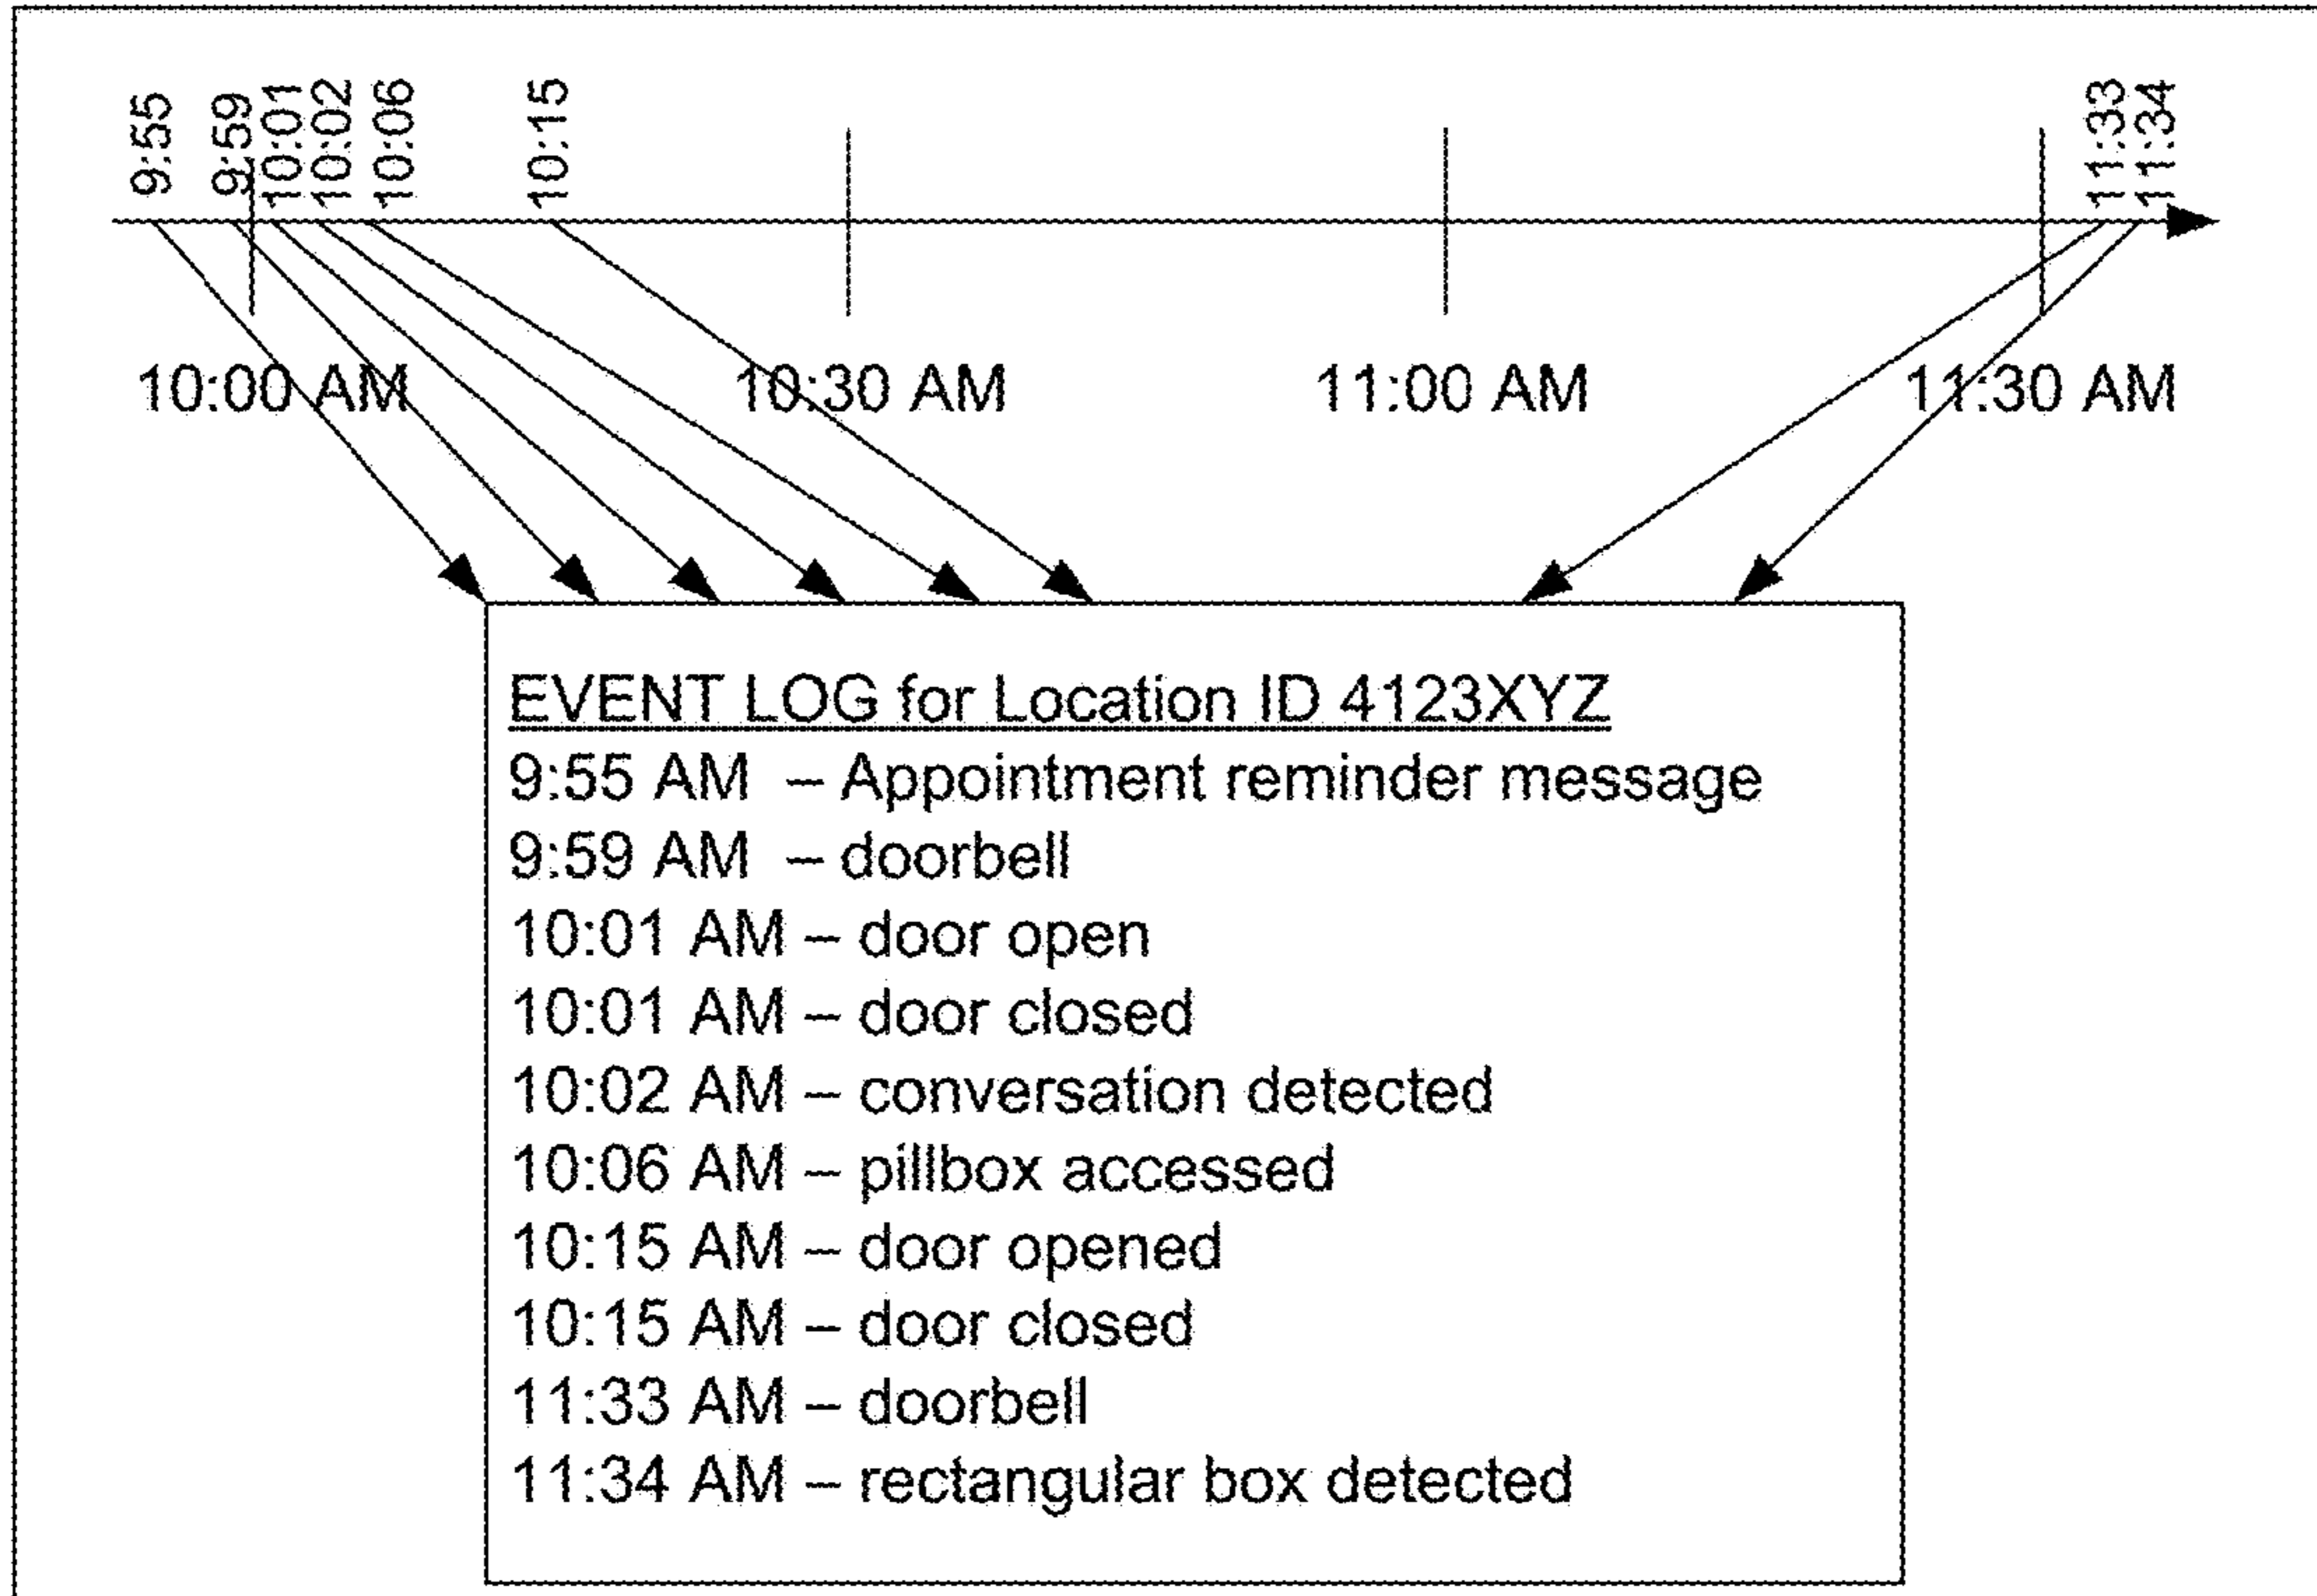 9:55
9:59
10:01
10:02
10:06
10:15
11:33
11:34
10:00 AM
10:30 AM
11:00 AM
11:30 AM
EVENT LOG for Location ID 4123XYZ
9:55 AM – Appointment reminder message
9:59 AM – doorbell
10:01 AM – door open
10:01 AM – door closed
10:02 AM – conversation detected
10:06 AM – pillbox accessed
10:15 AM – door opened
10:15 AM – door closed
11:33 AM – doorbell
11:34 AM – rectangular box detected